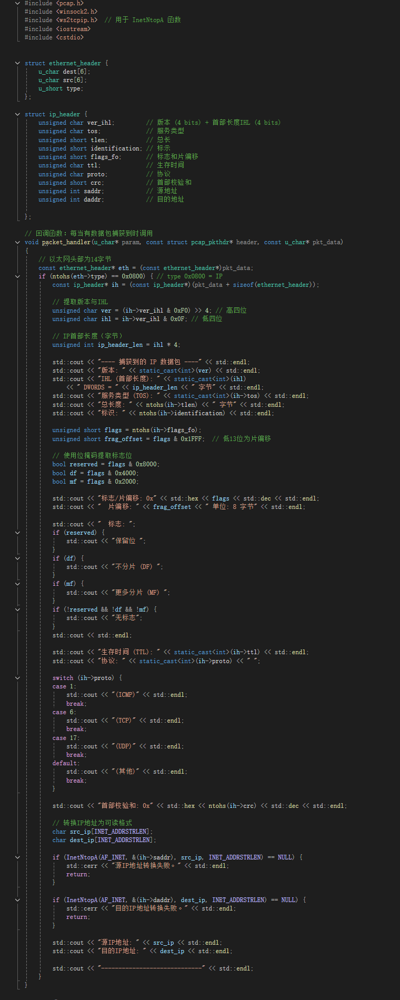 #include <pcap.h>
#include <winsock2.h>
#include <ws2tcpip.h>  // 用于 InetNtopA 函数
#include <iostream>
#include <cstdio>
struct ethernet_header {
    u_char dest[6];
    u_char src[6];
    u_short type;
};
struct ip_header {
    unsigned char ver_ihl;         // 版本 (4 bits) + 首部长度IHL (4 bits)
    unsigned char tos;             // 服务类型
    unsigned short tlen;           // 总长
    unsigned short identification; // 标示
    unsigned short flags_fo;       // 标志和片偏移
    unsigned char ttl;             // 生存时间
    unsigned char proto;           // 协议
    unsigned short crc;            // 首部校验和
    unsigned int saddr;            // 源地址
    unsigned int daddr;            // 目的地址
};
// 回调函数：每当有数据包捕获到时调用
void packet_handler(u_char* param, const struct pcap_pkthdr* header, const u_char* pkt_data)
{
    // 以太网头部为14字节
    const ethernet_header* eth = (const ethernet_header*)pkt_data;
    if (ntohs(eth->type) == 0x0800) { // type 0x0800 = IP
        const ip_header* ih = (const ip_header*)(pkt_data + sizeof(ethernet_header));
        // 提取版本与IHL
        unsigned char ver = (ih->ver_ihl & 0xF0) >> 4; // 高四位
        unsigned char ihl = ih->ver_ihl & 0x0F; // 低四位
        // IP首部长度（字节）
        unsigned int ip_header_len = ihl * 4;
        std::cout << "---- 捕获到的 IP 数据包 ----" << std::endl;
        std::cout << "版本: " << static_cast<int>(ver) << std::endl;
        std::cout << "IHL (首部长度): " << static_cast<int>(ihl)
            << " DWORDS = " << ip_header_len << " 字节" << std::endl;
        std::cout << "服务类型 (TOS): " << static_cast<int>(ih->tos) << std::endl;
        std::cout << "总长度: " << ntohs(ih->tlen) << " 字节" << std::endl;
        std::cout << "标识: " << ntohs(ih->identification) << std::endl;
        unsigned short flags = ntohs(ih->flags_fo);
        unsigned short frag_offset = flags & 0x1FFF;  // 低13位为片偏移
        // 使用位掩码提取标志位
        bool reserved = flags & 0x8000;
        bool df = flags & 0x4000;
        bool mf = flags & 0x2000;
        std::cout << "标志/片偏移: 0x" << std::hex << flags << std::dec << std::endl;
        std::cout << "  片偏移: " << frag_offset << " 单位: 8 字节" << std::endl;
        std::cout << "  标志: ";
        if (reserved) {
            std::cout << "保留位 ";
        }
        if (df) {
            std::cout << "不分片 (DF) ";
        }
        if (mf) {
            std::cout << "更多分片 (MF) ";
        }
        if (!reserved && !df && !mf) {
            std::cout << "无标志";
        }
        std::cout << std::endl;
        std::cout << "生存时间 (TTL): " << static_cast<int>(ih->ttl) << std::endl;
        std::cout << "协议: " << static_cast<int>(ih->proto) << " ";
        switch (ih->proto) {
        case 1:
            std::cout << "(ICMP)" << std::endl;
            break;
        case 6:
            std::cout << "(TCP)" << std::endl;
            break;
        case 17:
            std::cout << "(UDP)" << std::endl;
            break;
        default:
            std::cout << "(其他)" << std::endl;
            break;
        }
        std::cout << "首部校验和: 0x" << std::hex << ntohs(ih->crc) << std::dec << std::endl;
        // 转换IP地址为可读格式
        char src_ip[INET_ADDRSTRLEN];
        char dest_ip[INET_ADDRSTRLEN];
        if (InetNtopA(AF_INET, &(ih->saddr), src_ip, INET_ADDRSTRLEN) == NULL) {
            std::cerr << "源IP地址转换失败。" << std::endl;
            return;
        }
        if (InetNtopA(AF_INET, &(ih->daddr), dest_ip, INET_ADDRSTRLEN) == NULL) {
            std::cerr << "目的IP地址转换失败。" << std::endl;
            return;
        }
        std::cout << "源IP地址: " << src_ip << std::endl;
        std::cout << "目的IP地址: " << dest_ip << std::endl;
        std::cout << "-----------------------------" << std::endl;
    }
}